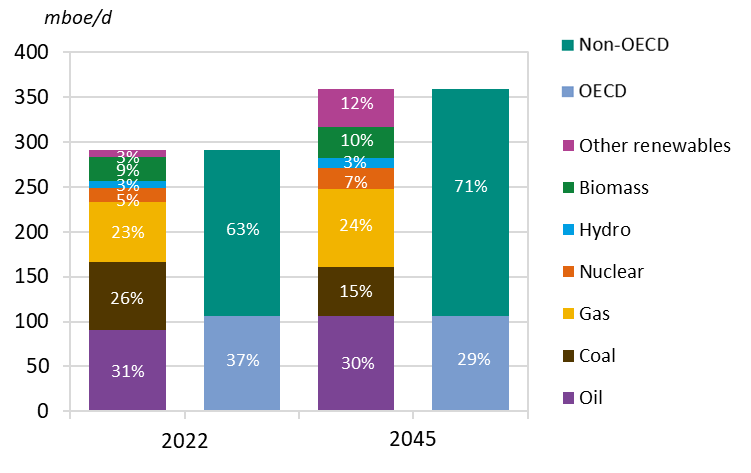 mboe/d
400
350
300
250
200
150
100
50
0
3%
9%
3%
5%
23%
26%
31%
63%
37%
12%
10%
3%
7%
24%
15%
30%
71%
29%
2022
2045
Non-OECD
OECD
Other renewables
Biomass
Hydro
Nuclear
Gas
Coal
Oil